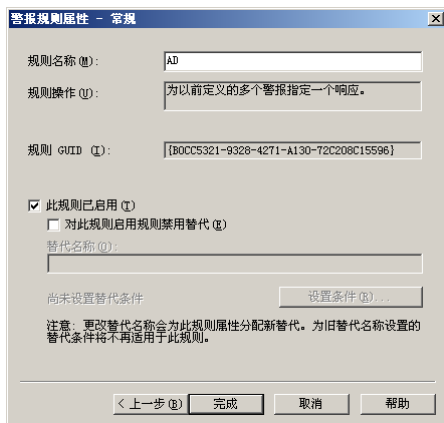 警报规则属性 - 常规
规则名称(M):
AD
规则操作(U):
为以前定义的多个警报指定一个响应。
规则 GUID (I):
{B0CC5321-9328-4271-A130-72C208C15596}
此规则已启用(T)
对此规则启用规则禁用替代(E)
替代名称(O):
尚未设置替代条件
设置条件(R)...
注意: 更改替代名称会为此规则属性分配新替代。为旧替代名称设置的
替代条件将不再适用于此规则。
< 上一步(B)
完成
取消
帮助